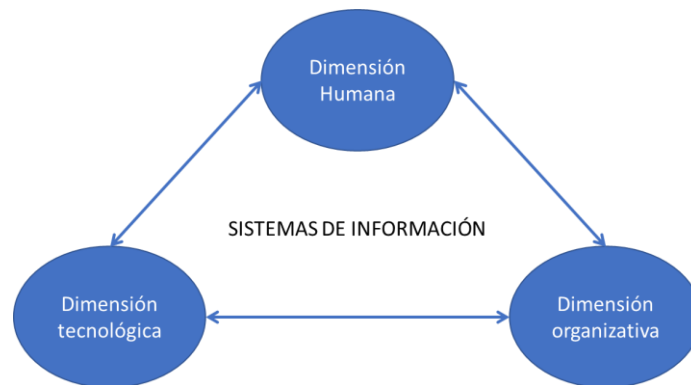 Dimensión
Humana
SISTEMAS DE INFORMACIÓN
Dimensión
tecnológica
Dimensión
organizativa